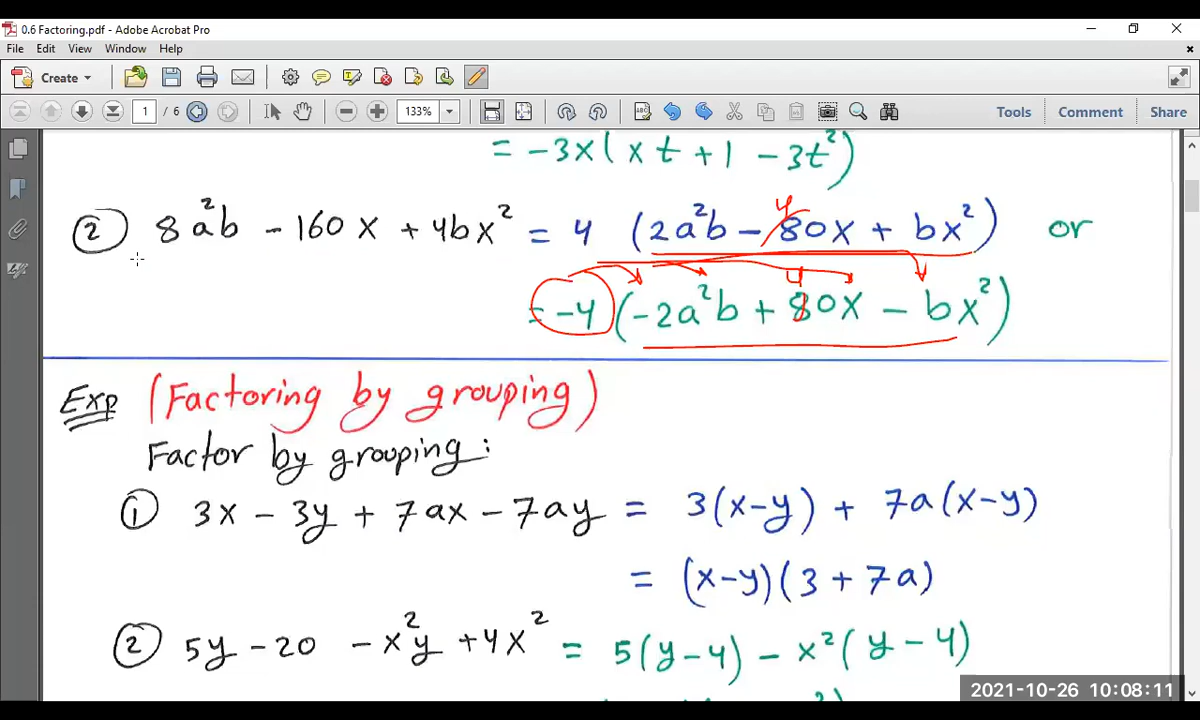 0.6 Factoring.pdf - Adobe Acrobat Pro
File Edit View Window Help
Create 1 / 6 133% Tools Comment Share
= -3x(xt + 1 - 3t²)
② 8a²b - 160x + 4bx² = 4 (2a²b - 80x + bx²) or
4
4
= -4 (-2a²b + 80x - bx²)
Exp (Factoring by grouping)
Factor by grouping:
① 3x - 3y + 7ax - 7ay = 3(x-y) + 7a(x-y)
= (x-y)(3 + 7a)
② 5y - 20 - x²y + 4x² = 5(y-4) - x²(y-4)
2021-10-26 10:08:11